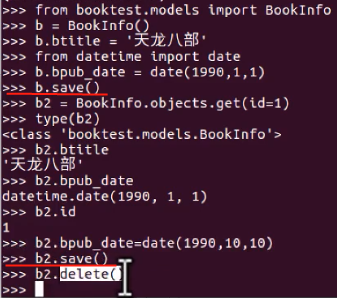 >>> from booktest.models import BookInfo
>>> b = BookInfo()
>>> b.btitle = '天龙八部'
>>> from datetime import date
>>> b.bpub_date = date(1990,1,1)
>>> b.save()
>>> b2 = BookInfo.objects.get(id=1)
>>> type(b2)
<class 'booktest.models.BookInfo'>
>>> b2.btitle
'天龙八部'
>>> b2.bpub_date
datetime.date(1990, 1, 1)
>>> b2.id
1
>>> b2.bpub_date=date(1990,10,10)
>>> b2.save()
>>> b2.delete()
>>>